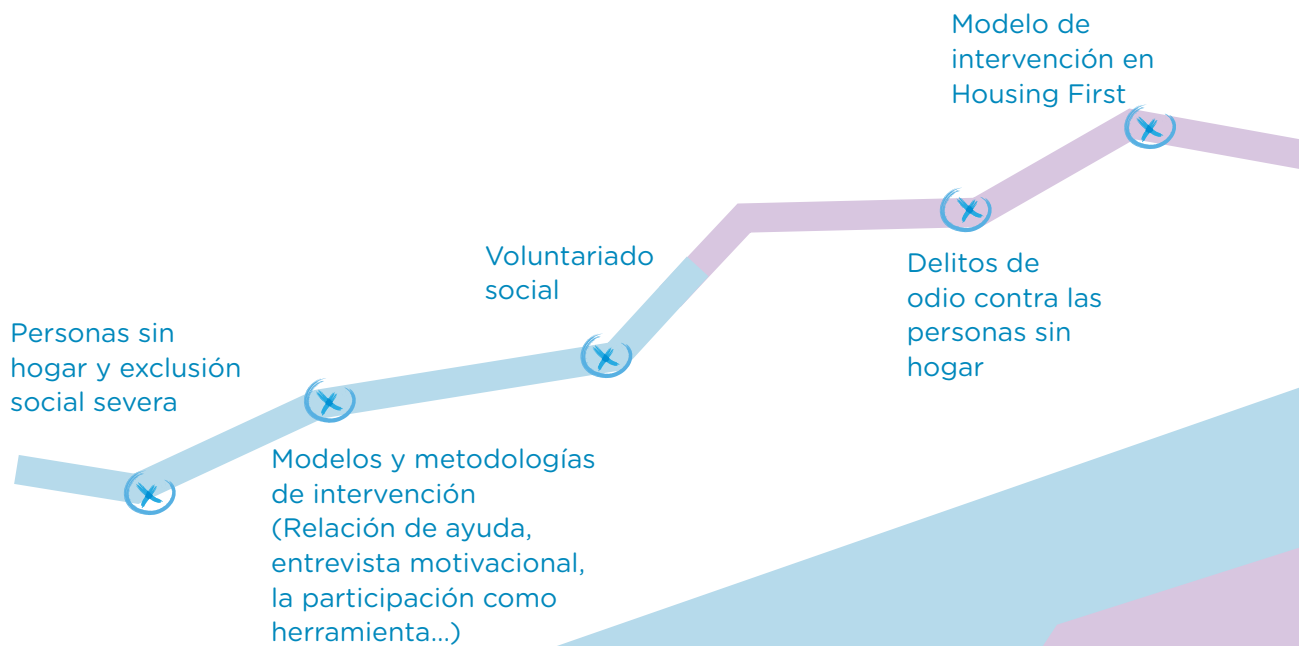 Personas sin
hogar y exclusión
social severa
Modelos y metodologías
de intervención
(Relación de ayuda,
entrevista motivacional,
la participación como
herramienta...)
Voluntariado
social
Delitos de
odio contra las
personas sin
hogar
Modelo de
intervención en
Housing First